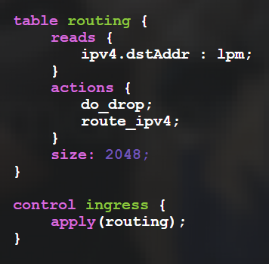 table routing {
    reads {
        ipv4.dstAddr : lpm;
    }
    actions {
        do_drop;
        route_ipv4;
    }
    size: 2048;
}

control ingress {
    apply(routing);
}